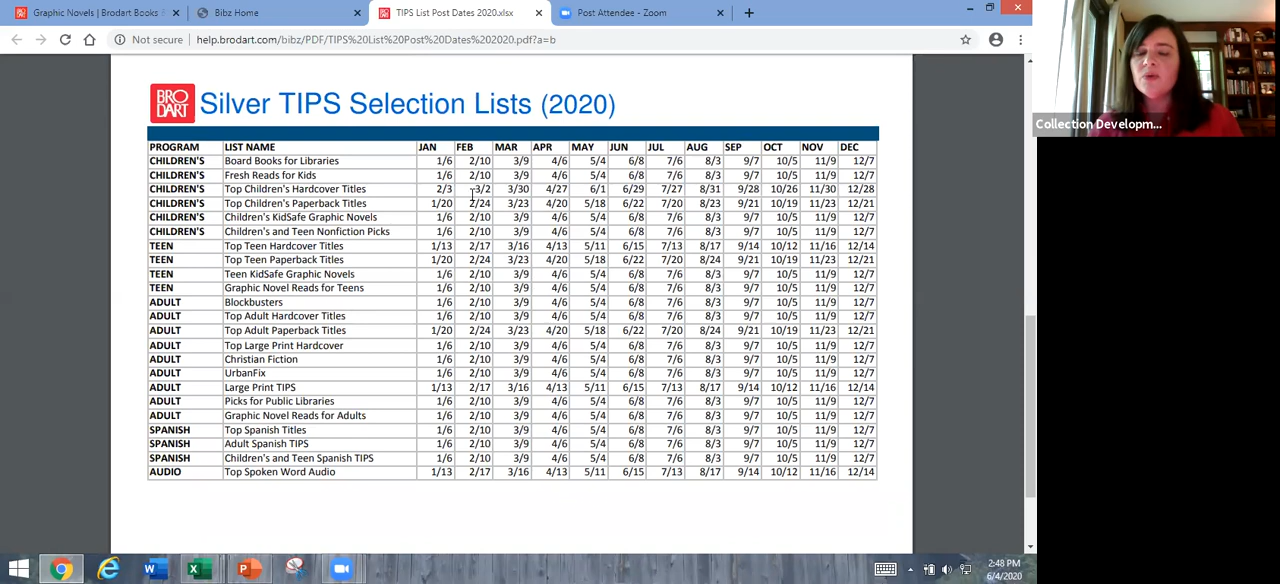 Graphic Novels | Brodart Books &
Bibz Home
TIPS List Post Dates 2020.xlsx
Post Attendee - Zoom
Not secure | help.brodart.com/bibz/PDF/TIPS%20List%20Post%20Dates%202020.pdf?a=b
BRO
DART
Silver TIPS Selection Lists (2020)
Collection Developm...
PROGRAM LIST NAME JAN FEB MAR APR MAY JUN JUL AUG SEP OCT NOV DEC
CHILDREN'S Board Books for Libraries 1/6 2/10 3/9 4/6 5/4 6/8 7/6 8/3 9/7 10/5 11/9 12/7
CHILDREN'S Fresh Reads for Kids 1/6 2/10 3/9 4/6 5/4 6/8 7/6 8/3 9/7 10/5 11/9 12/7
CHILDREN'S Top Children's Hardcover Titles 2/3 3/2 3/30 4/27 6/1 6/29 7/27 8/31 9/28 10/26 11/30 12/28
CHILDREN'S Top Children's Paperback Titles 1/20 2/24 3/23 4/20 5/18 6/22 7/20 8/23 9/21 10/19 11/23 12/21
CHILDREN'S Children's KidSafe Graphic Novels 1/6 2/10 3/9 4/6 5/4 6/8 7/6 8/3 9/7 10/5 11/9 12/7
CHILDREN'S Children's and Teen Nonfiction Picks 1/6 2/10 3/9 4/6 5/4 6/8 7/6 8/3 9/7 10/5 11/9 12/7
TEEN Top Teen Hardcover Titles 1/13 2/17 3/16 4/13 5/11 6/15 7/13 8/17 9/14 10/12 11/16 12/14
TEEN Top Teen Paperback Titles 1/20 2/24 3/23 4/20 5/18 6/22 7/20 8/24 9/21 10/19 11/23 12/21
TEEN Teen KidSafe Graphic Novels 1/6 2/10 3/9 4/6 5/4 6/8 7/6 8/3 9/7 10/5 11/9 12/7
TEEN Graphic Novel Reads for Teens 1/6 2/10 3/9 4/6 5/4 6/8 7/6 8/3 9/7 10/5 11/9 12/7
ADULT Blockbusters 1/6 2/10 3/9 4/6 5/4 6/8 7/6 8/3 9/7 10/5 11/9 12/7
ADULT Top Adult Hardcover Titles 1/6 2/10 3/9 4/6 5/4 6/8 7/6 8/3 9/7 10/5 11/9 12/7
ADULT Top Adult Paperback Titles 1/20 2/24 3/23 4/20 5/18 6/22 7/20 8/24 9/21 10/19 11/23 12/21
ADULT Top Large Print Hardcover 1/6 2/10 3/9 4/6 5/4 6/8 7/6 8/3 9/7 10/5 11/9 12/7
ADULT Christian Fiction 1/6 2/10 3/9 4/6 5/4 6/8 7/6 8/3 9/7 10/5 11/9 12/7
ADULT UrbanFix 1/6 2/10 3/9 4/6 5/4 6/8 7/6 8/3 9/7 10/5 11/9 12/7
ADULT Large Print TIPS 1/13 2/17 3/16 4/13 5/11 6/15 7/13 8/17 9/14 10/12 11/16 12/14
ADULT Picks for Public Libraries 1/6 2/10 3/9 4/6 5/4 6/8 7/6 8/3 9/7 10/5 11/9 12/7
ADULT Graphic Novel Reads for Adults 1/6 2/10 3/9 4/6 5/4 6/8 7/6 8/3 9/7 10/5 11/9 12/7
SPANISH Top Spanish Titles 1/6 2/10 3/9 4/6 5/4 6/8 7/6 8/3 9/7 10/5 11/9 12/7
SPANISH Adult Spanish TIPS 1/6 2/10 3/9 4/6 5/4 6/8 7/6 8/3 9/7 10/5 11/9 12/7
SPANISH Children's and Teen Spanish TIPS 1/6 2/10 3/9 4/6 5/4 6/8 7/6 8/3 9/7 10/5 11/9 12/7
AUDIO Top Spoken Word Audio 1/13 2/17 3/16 4/13 5/11 6/15 7/13 8/17 9/14 10/12 11/16 12/14
2:48 PM
6/4/2020